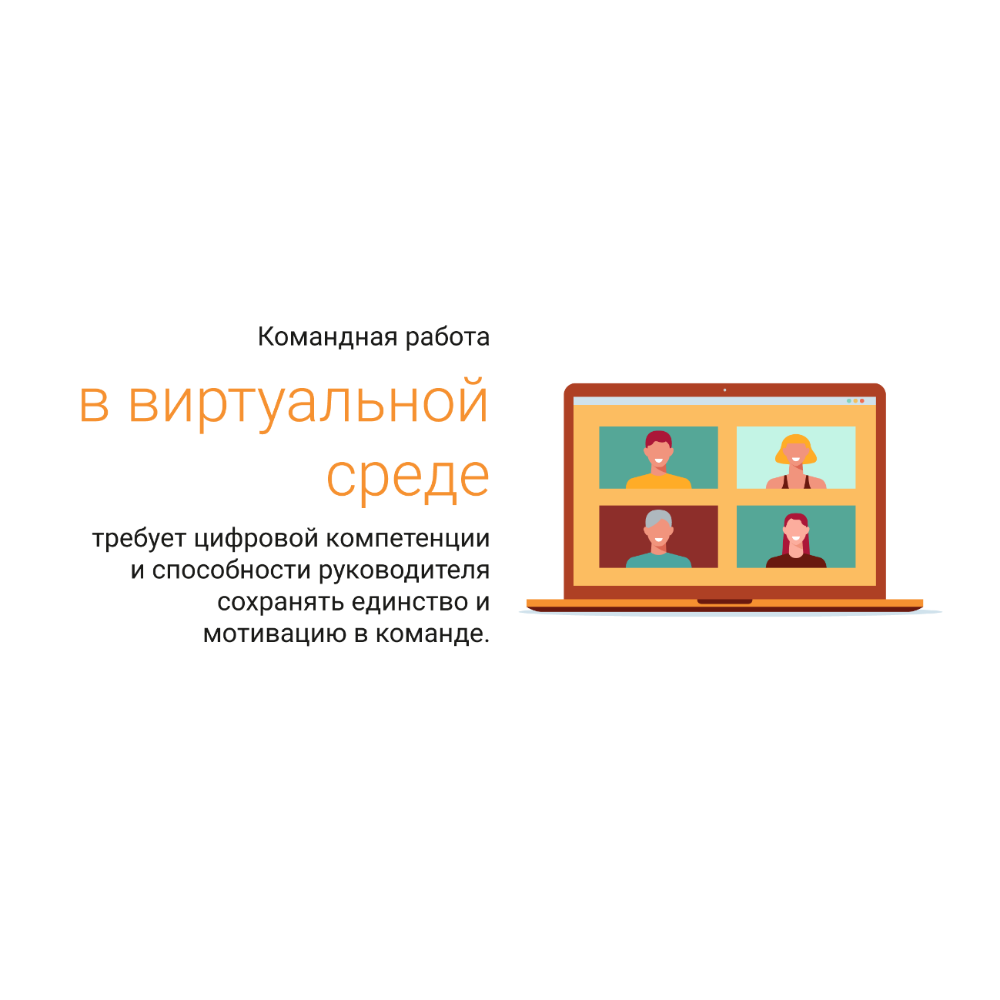 Командная работа
в виртуальной
среде
требует цифровой компетенции
и способности руководителя
сохранять единство и
мотивацию в команде.